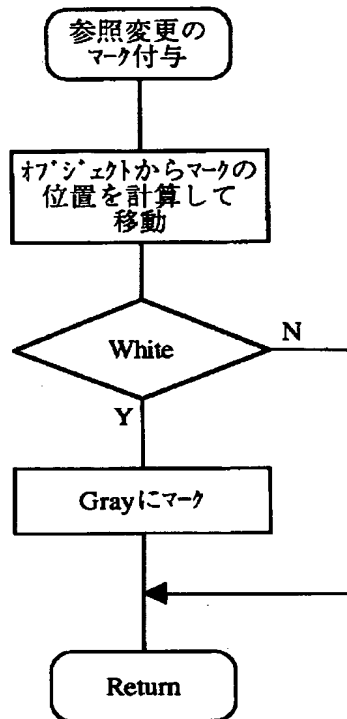 参照変更の
マーク付与
オブジェクトからマークの
位置を計算して
移動
White
N
Y
Grayにマーク
Return